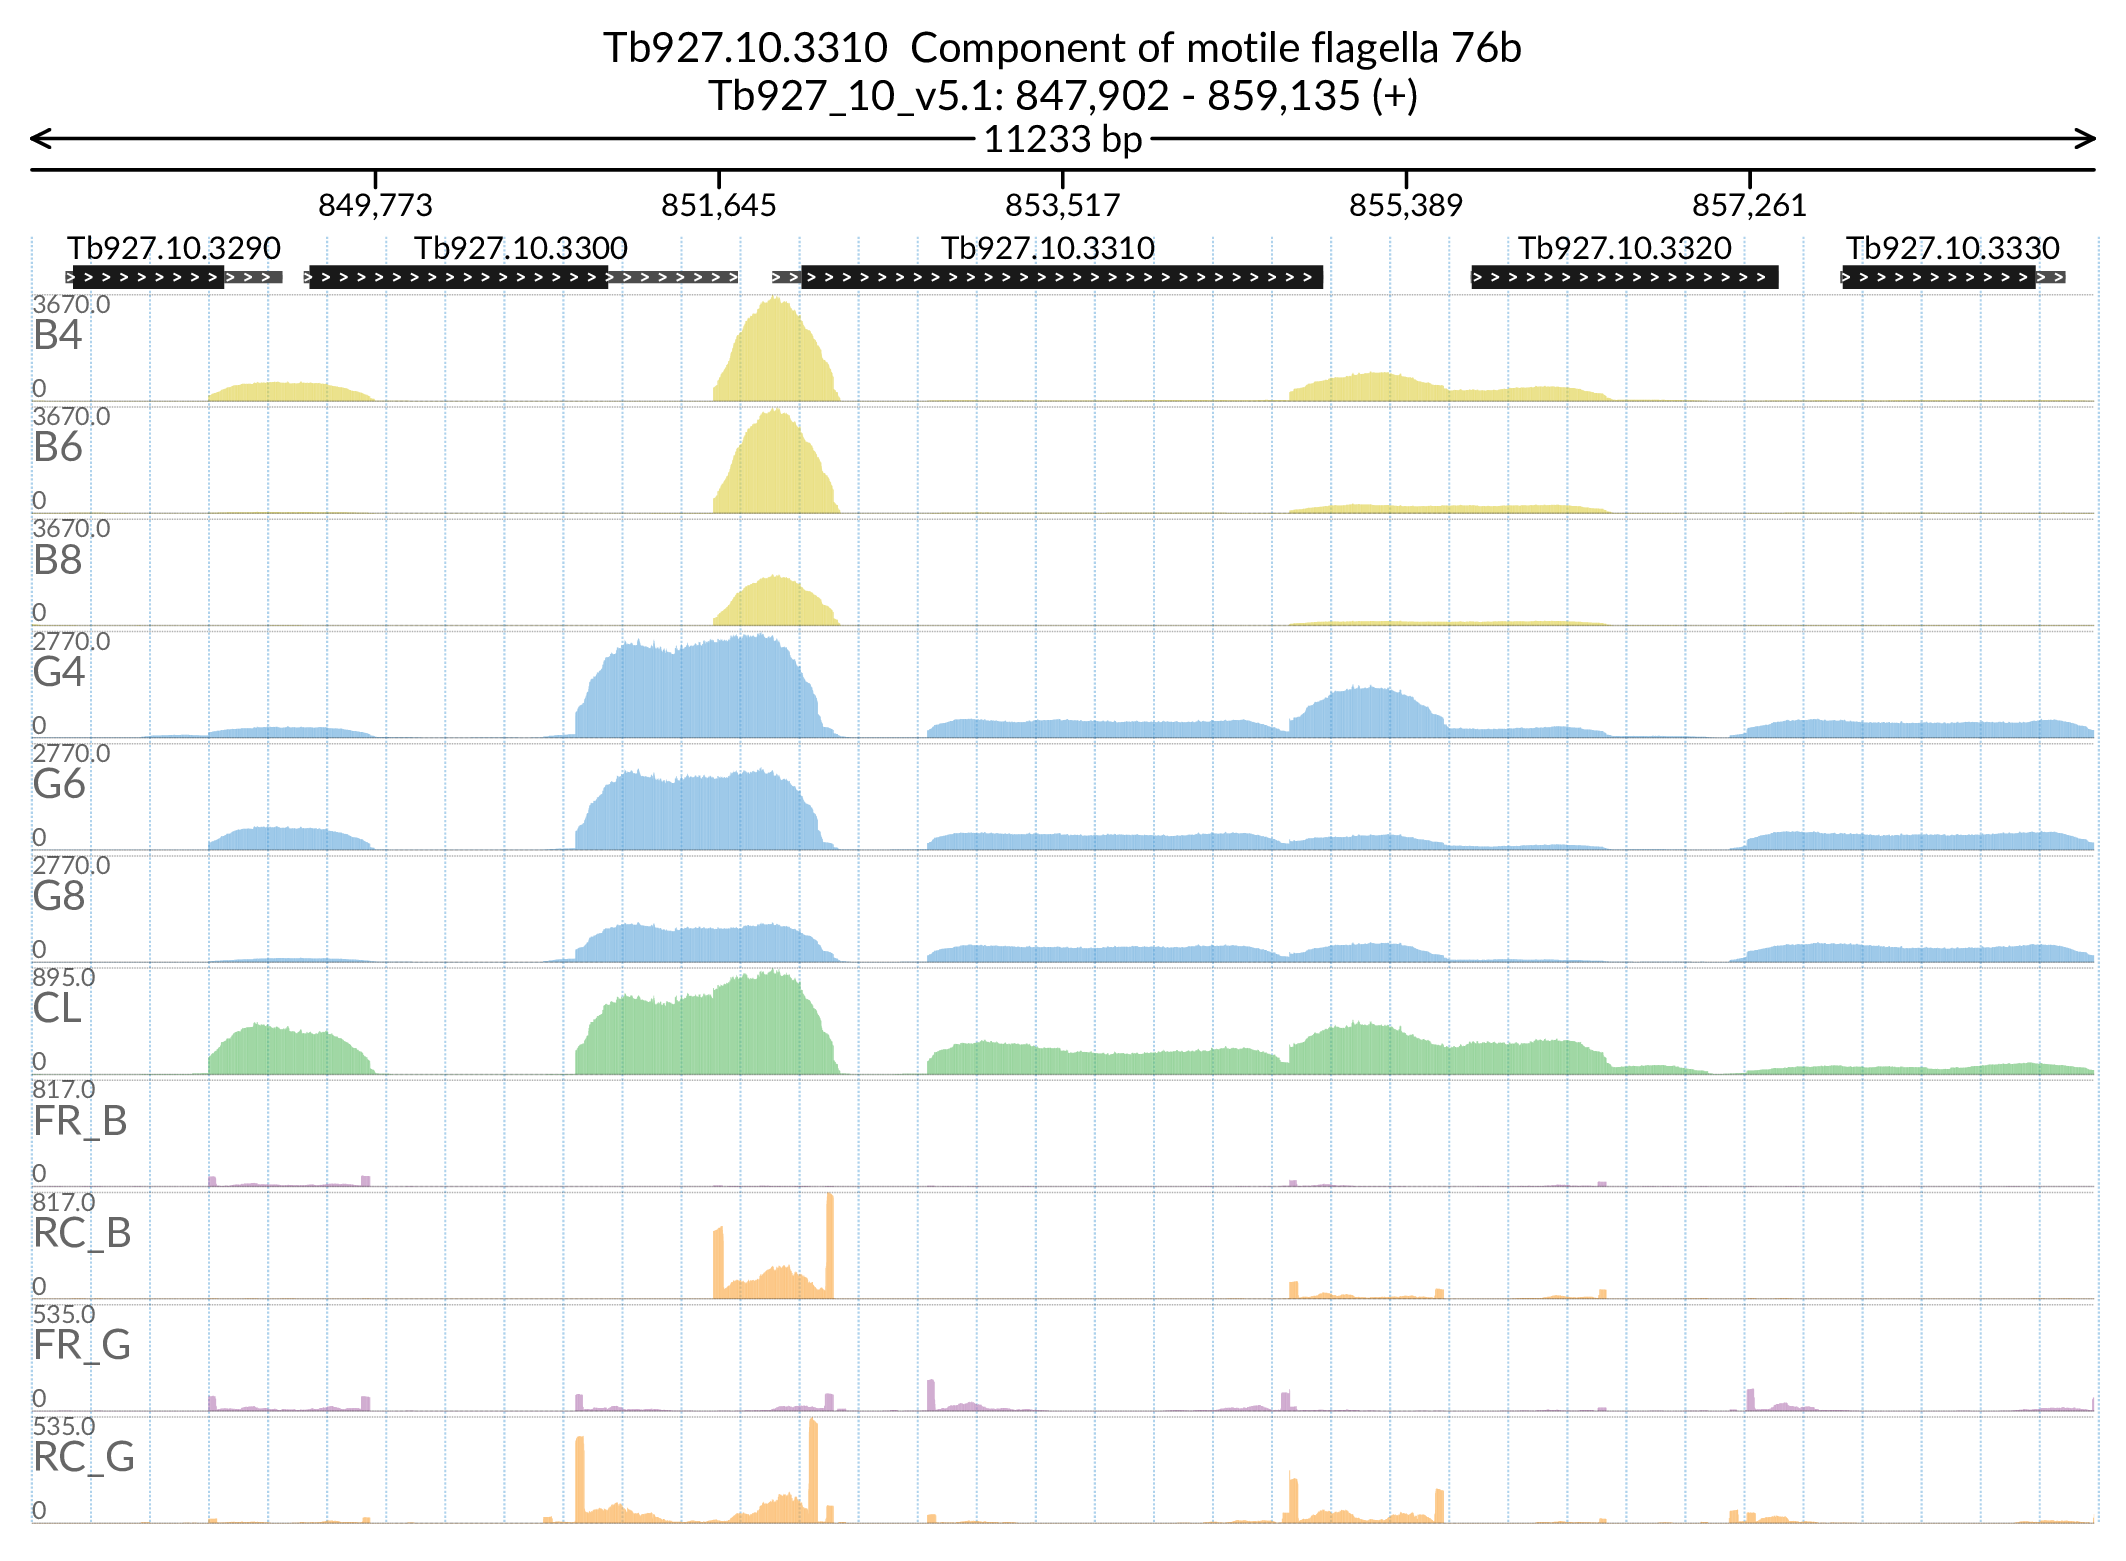 Tb927.10.3310  Component of motile flagella 76b
Tb927_10_v5.1: 847,902 - 859,135 (+)
11233 bp
849,773 851,645 853,517 855,389 857,261
Tb927.10.3290 Tb927.10.3300 Tb927.10.3310 Tb927.10.3320 Tb927.10.3330
3670.0
B4
0
3670.0
B6
0
3670.0
B8
0
2770.0
G4
0
2770.0
G6
0
2770.0
G8
0
895.0
CL
0
817.0
FR_B
0
817.0
RC_B
0
535.0
FR_G
0
535.0
RC_G
0